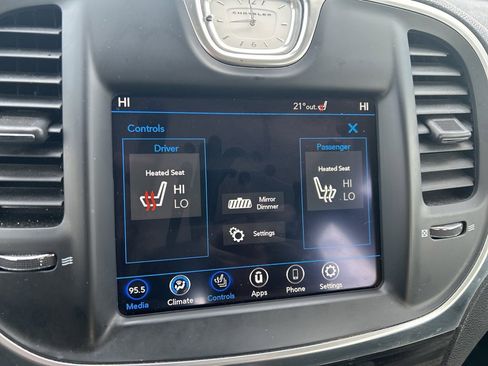 CHRYSLER
HI 21° out. HI
Controls X
Driver Passenger
Heated Seat Heated Seat
HI HI
LO LO
Mirror
Dimmer
Settings
95.5
Media Climate Controls Apps Phone Settings